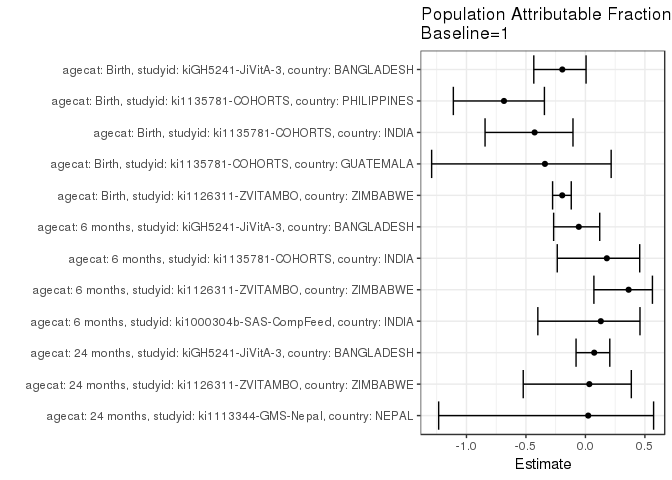 Population Attributable Fraction
Baseline=1
agecat: Birth, studyid: kiGH5241-JiVitA-3, country: BANGLADESH
agecat: Birth, studyid: ki1135781-COHORTS, country: PHILIPPINES
agecat: Birth, studyid: ki1135781-COHORTS, country: INDIA
agecat: Birth, studyid: ki1135781-COHORTS, country: GUATEMALA
agecat: Birth, studyid: ki1126311-ZVITAMBO, country: ZIMBABWE
agecat: 6 months, studyid: kiGH5241-JiVitA-3, country: BANGLADESH
agecat: 6 months, studyid: ki1135781-COHORTS, country: INDIA
agecat: 6 months, studyid: ki1126311-ZVITAMBO, country: ZIMBABWE
agecat: 6 months, studyid: ki1000304b-SAS-CompFeed, country: INDIA
agecat: 24 months, studyid: kiGH5241-JiVitA-3, country: BANGLADESH
agecat: 24 months, studyid: ki1126311-ZVITAMBO, country: ZIMBABWE
agecat: 24 months, studyid: ki1113344-GMS-Nepal, country: NEPAL
-1.0 -0.5 0.0 0.5
Estimate